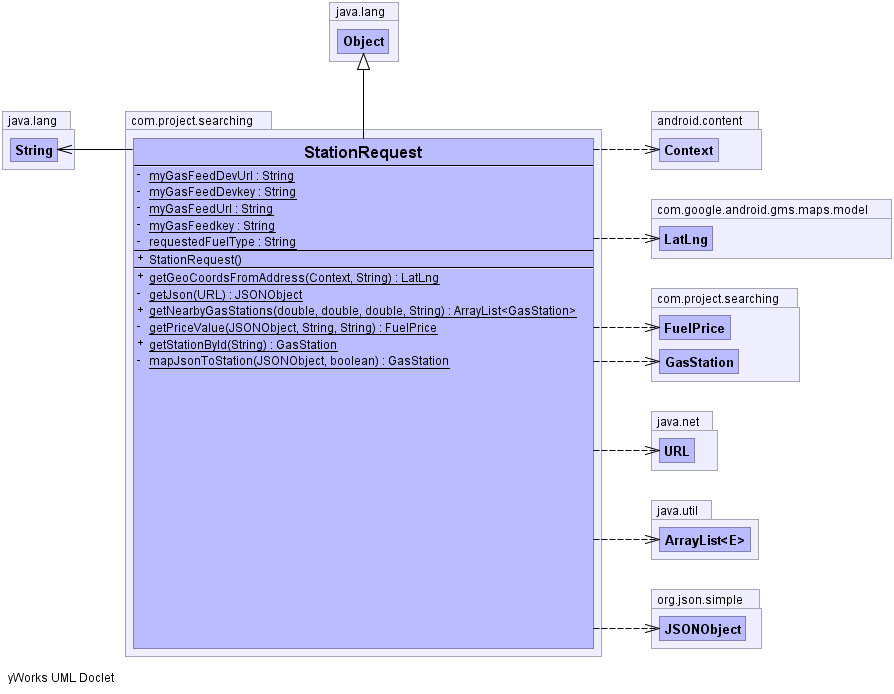 java.lang
Object
java.lang
String
com.project.searching
StationRequest
- myGasFeedDevUrl : String
- myGasFeedDevkey : String
- myGasFeedUrl : String
- myGasFeedkey : String
- requestedFuelType : String
+ StationRequest()
+ getGeoCoordsFromAddress(Context, String) : LatLng
- getJson(URL) : JSONObject
+ getNearbyGasStations(double, double, double, String) : ArrayList<GasStation>
- getPriceValue(JSONObject, String, String) : FuelPrice
+ getStationById(String) : GasStation
- mapJsonToStation(JSONObject, boolean) : GasStation
android.content
Context
com.google.android.gms.maps.model
LatLng
com.project.searching
FuelPrice
GasStation
java.net
URL
java.util
ArrayList<E>
org.json.simple
JSONObject
yWorks UML Doclet